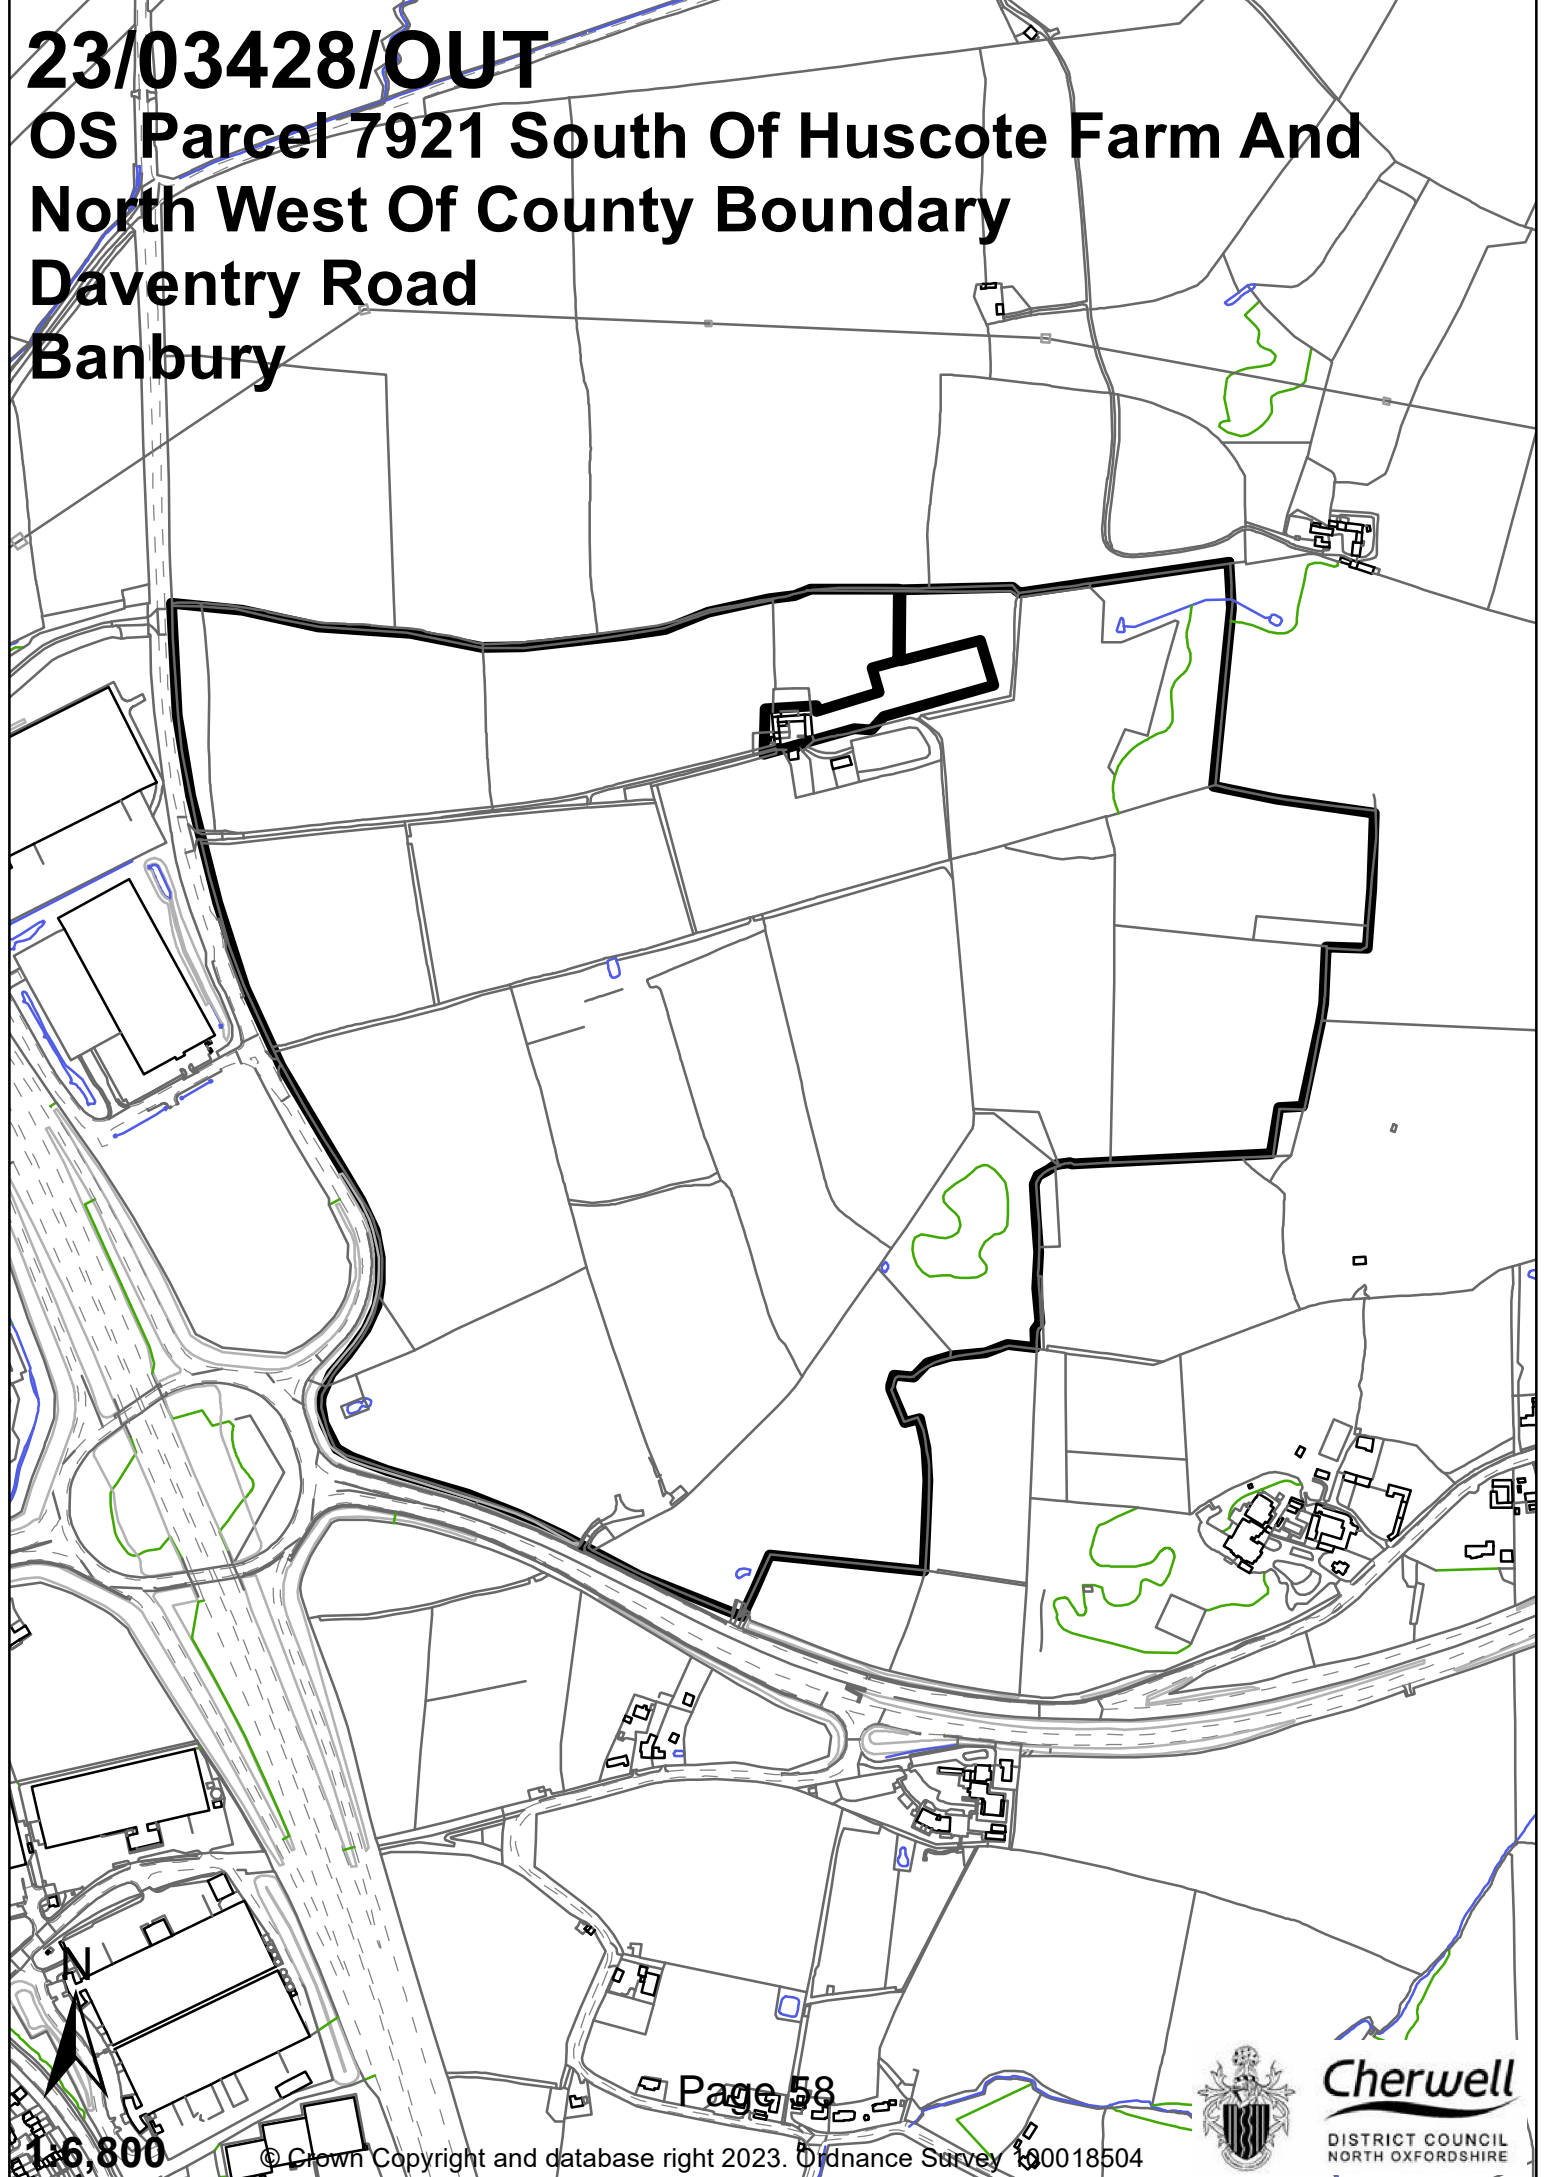 23/03428/OUT
OS Parcel 7921 South Of Huscote Farm And
North West Of County Boundary
Daventry Road
Banbury
N
Page 58
1:6,800
© Crown Copyright and database right 2023. Ordnance Survey 100018504
Cherwell
DISTRICT COUNCIL
NORTH OXFORDSHIRE